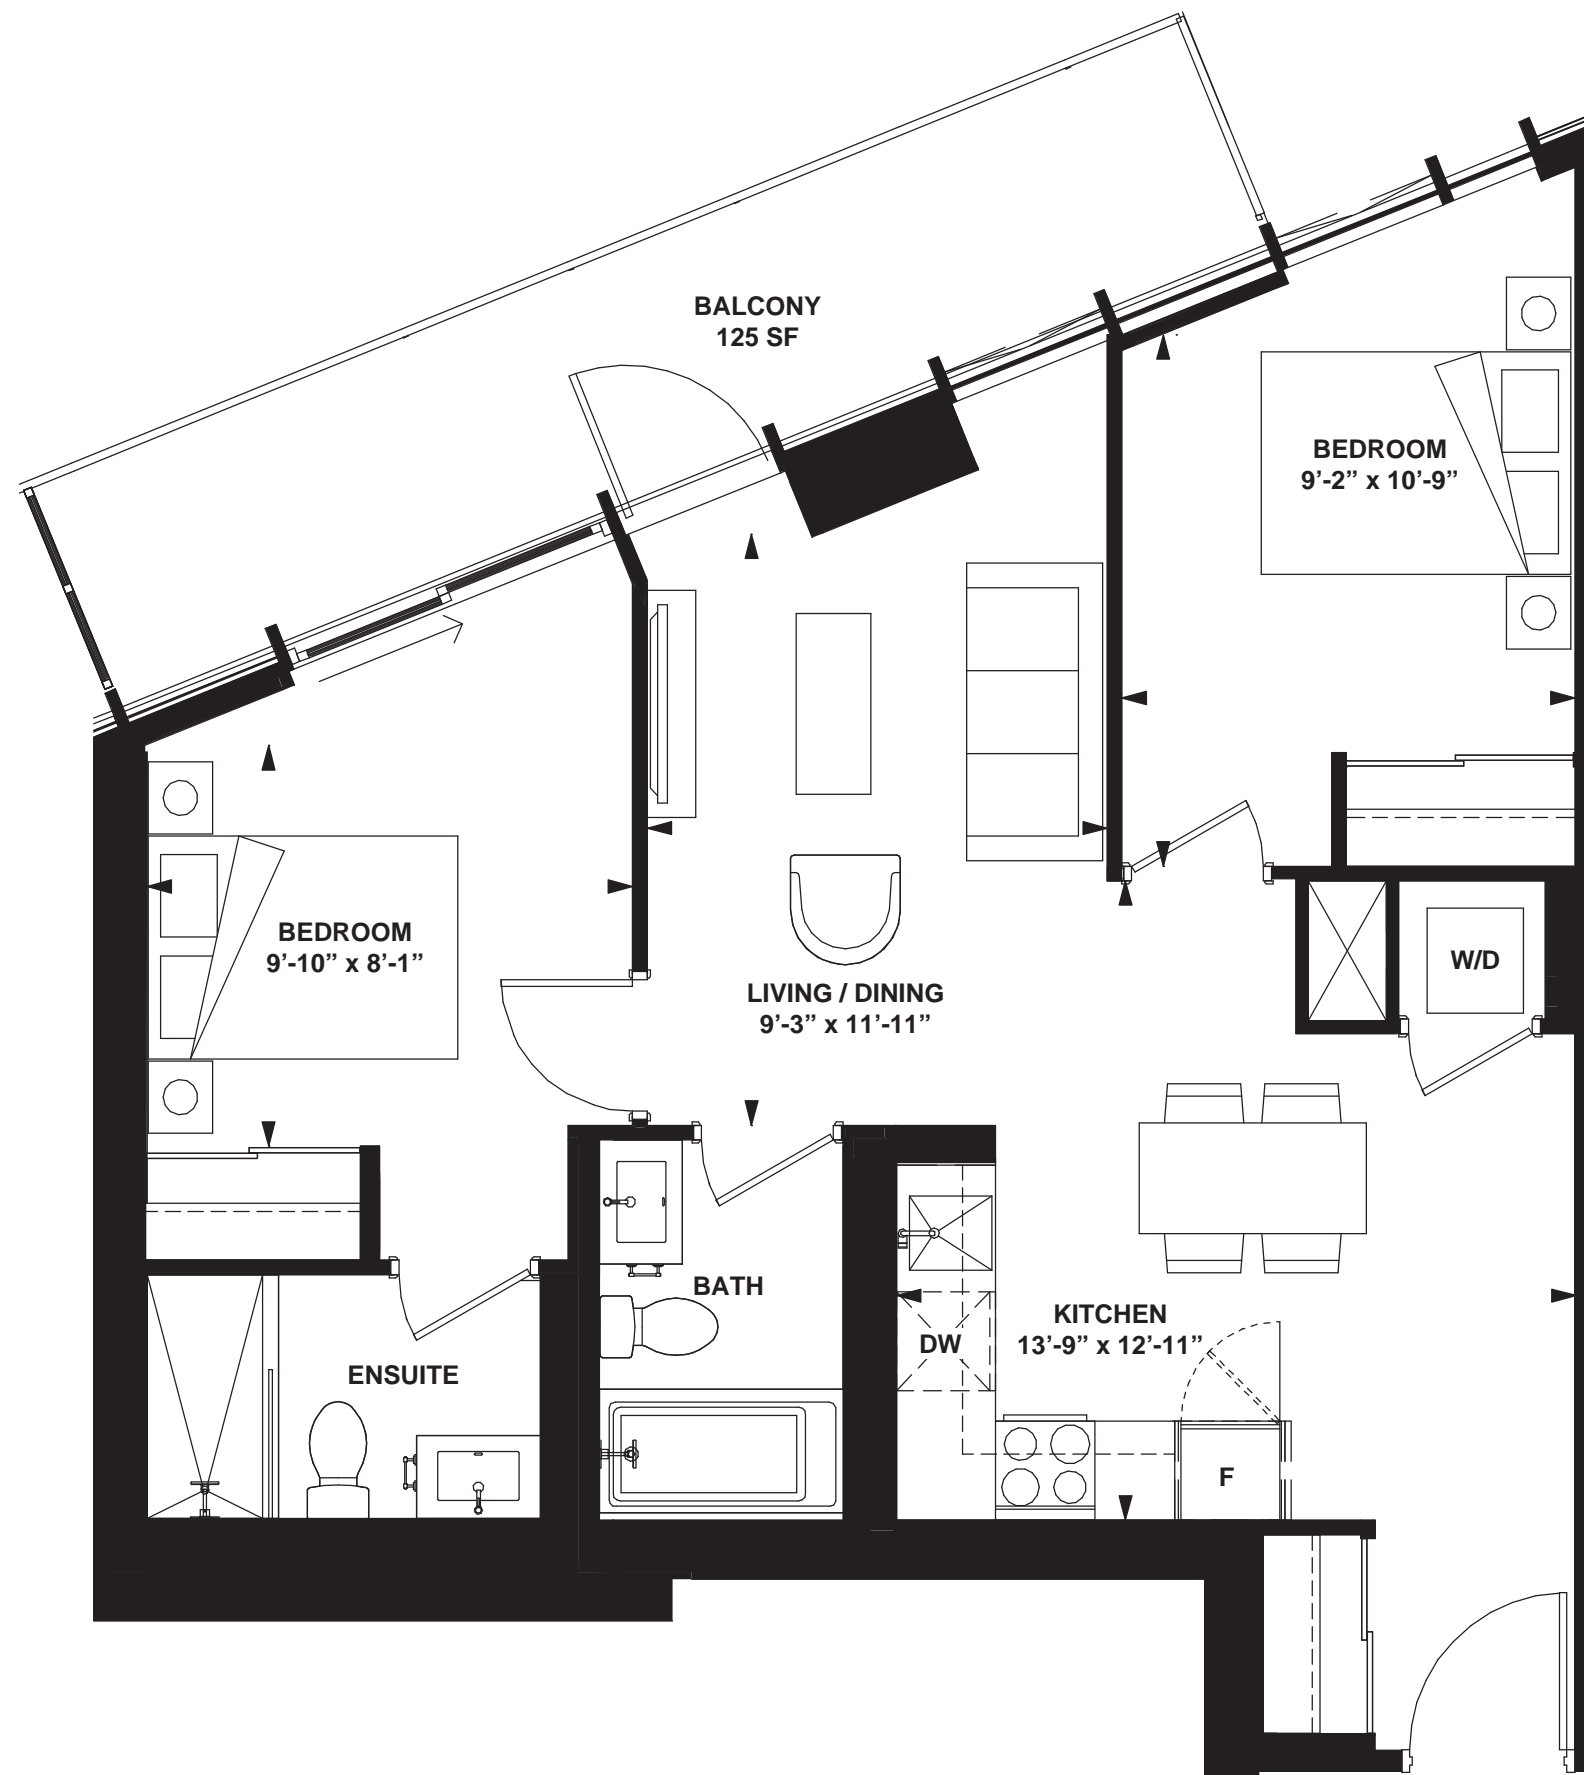 BALCONY
125 SF
BEDROOM
9’-2” x 10’-9”
BEDROOM
9’-10” x 8’-1”
W/D
LIVING / DINING
9’-3” x 11’-11”
BATH
KITCHEN
13’-9” x 12’-11”
DW
ENSUITE
F